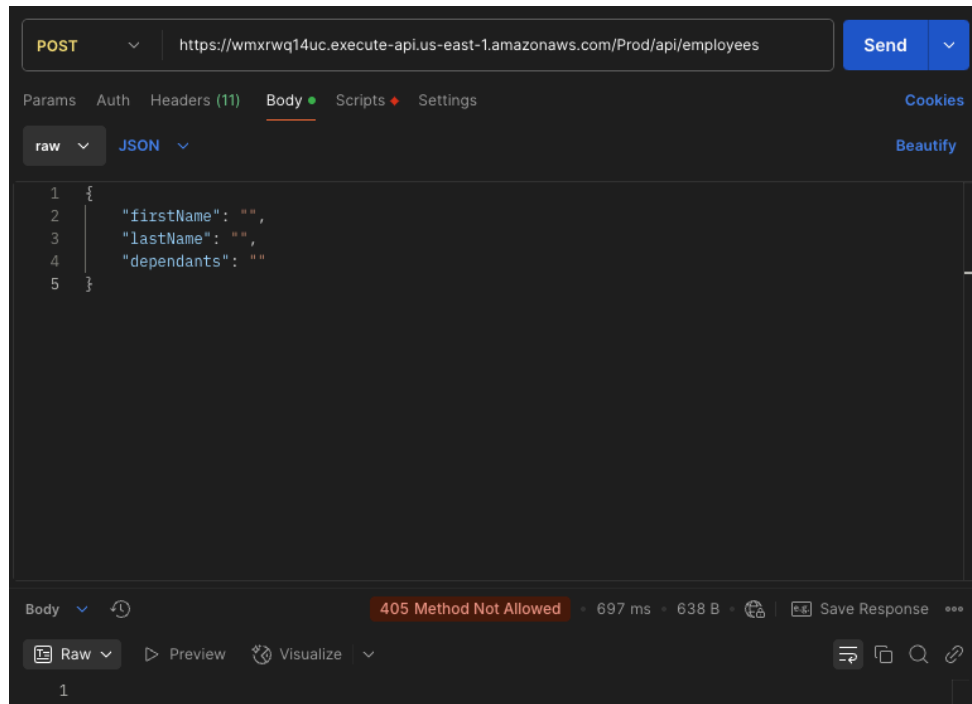 POST https://wmxrwq14uc.execute-api.us-east-1.amazonaws.com/Prod/api/employees Send
Params Auth Headers (11) Body Scripts Settings Cookies
raw JSON Beautify
1 {
2 "firstName": "",
3 "lastName": "",
4 "dependants": ""
5 }
Body 405 Method Not Allowed 697 ms 638 B e.g. Save Response
Raw Preview Visualize
1